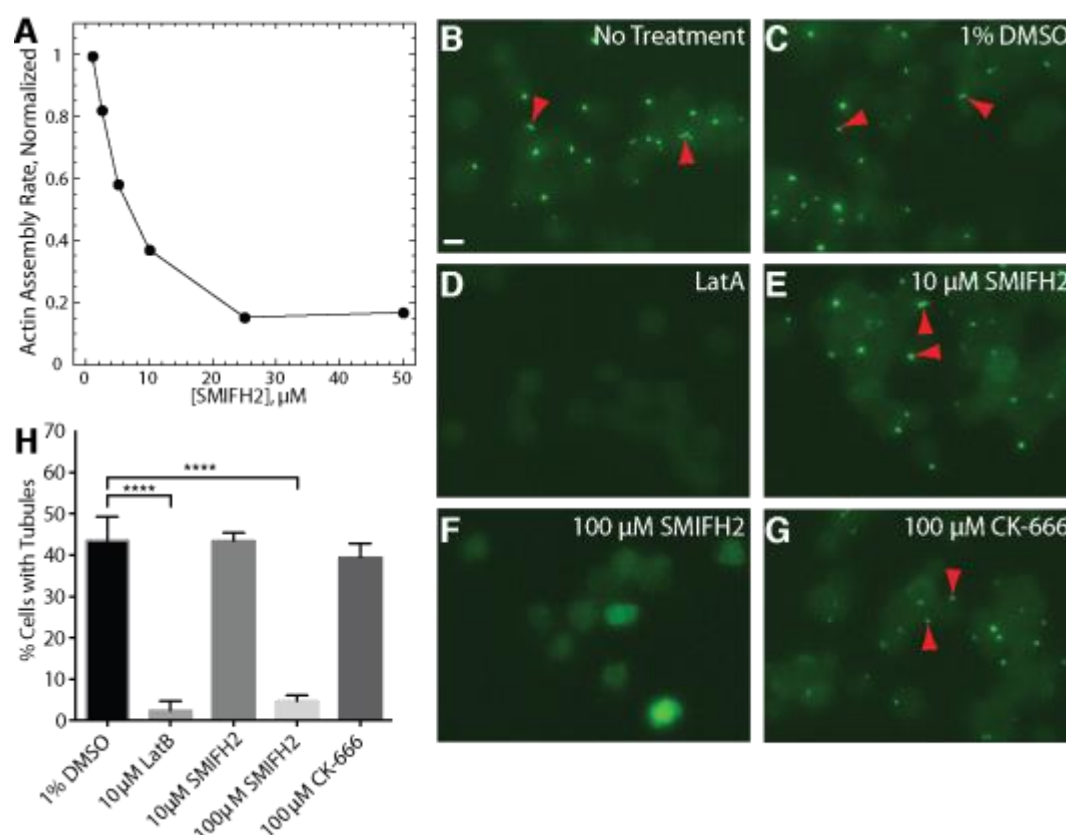 A
Actin Assembly Rate, Normalized
1
0.8
0.6
0.4
0.2
0
0 10 20 30 40 50
[SMIFH2], µM
B No Treatment
C 1% DMSO
D LatA
E 10 µM SMIFH2
F 100 µM SMIFH2
G 100 µM CK-666
H
% Cells with Tubules
70
60
50
40
30
20
10
0
****
****
1% DMSO
10µM LatB
10µM SMIFH2
100µM SMIFH2
100 µM CK-666